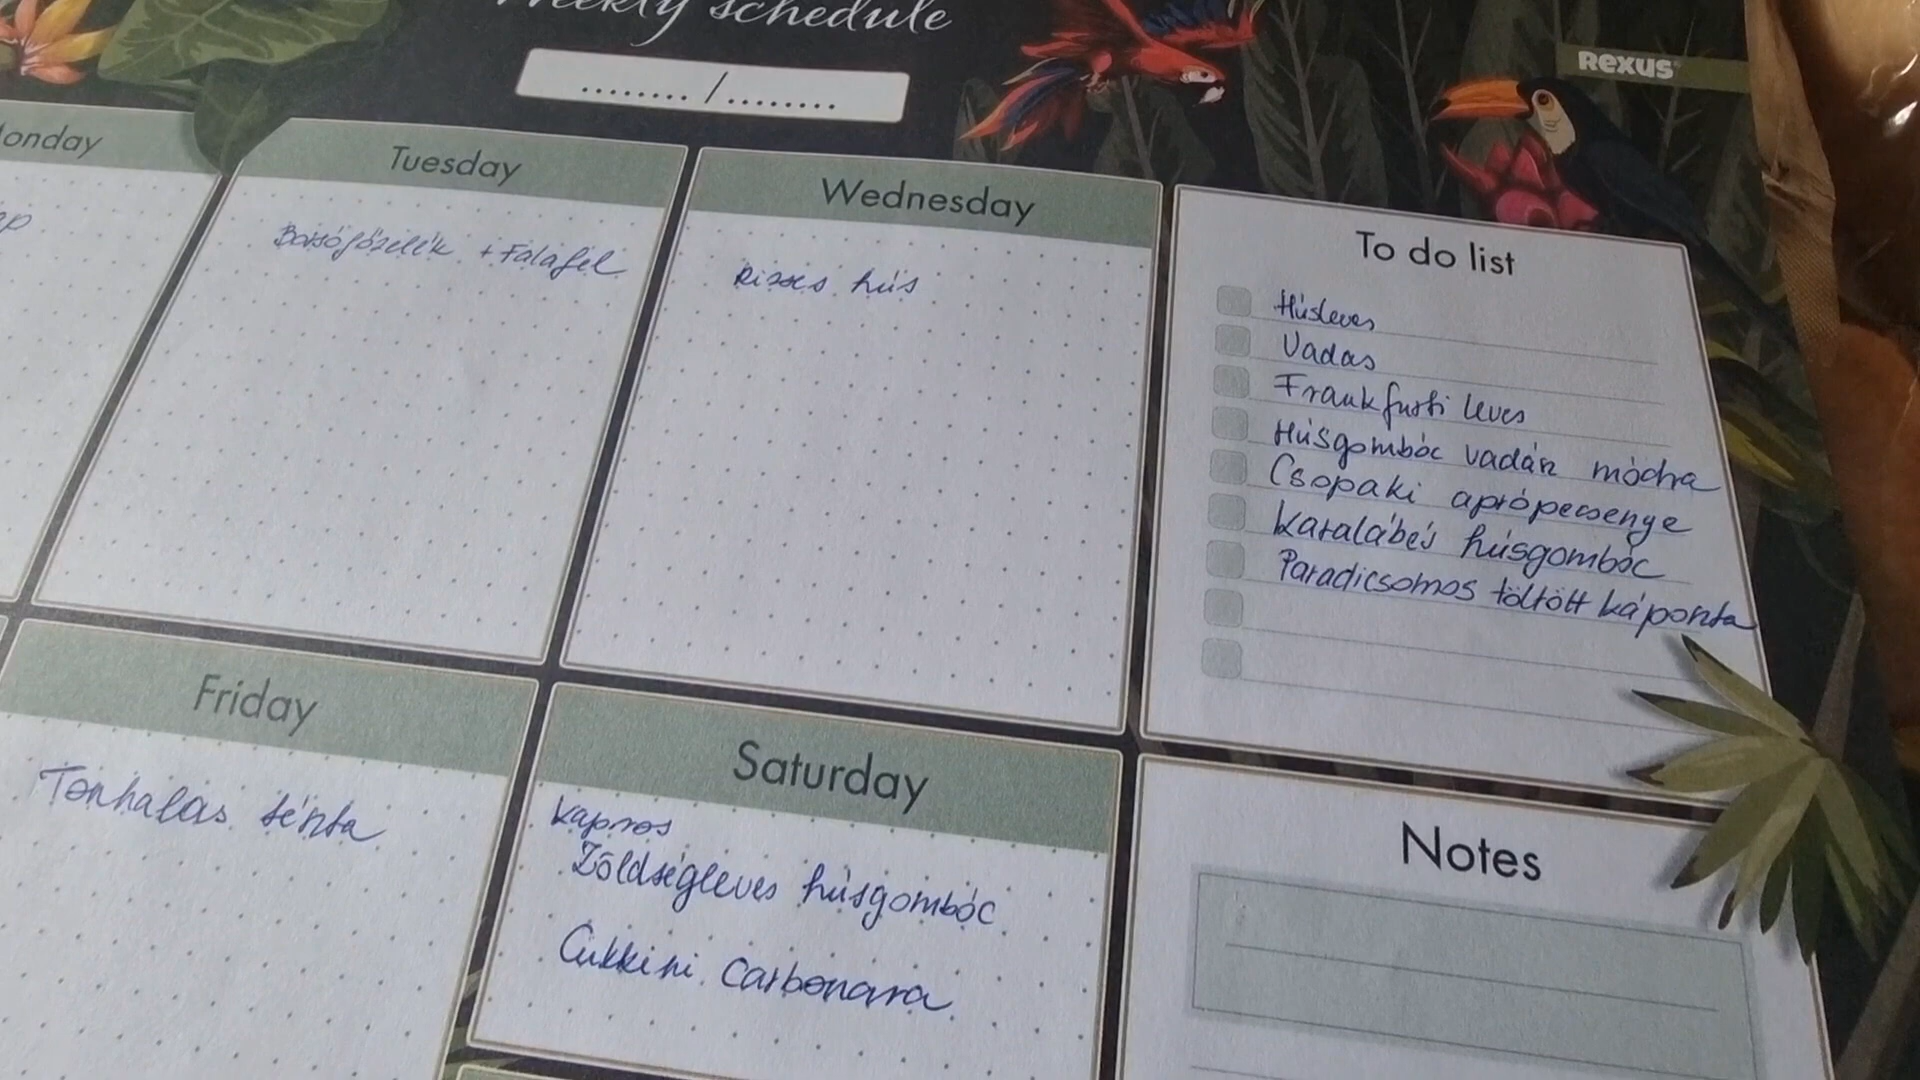 Weekly schedule
......../........
Rexus
onday
Tuesday
Borsófőzelék + Falafel
Wednesday
Rizses hús
To do list
Húsleves
Vadas
Frankfurti leves
Húsgombóc vadán módra
Csopaki aprópecsenye
Karalábés húsgombóc
Paradicsomos töltött káposzta
Friday
Tonhalas tészta
Saturday
Kapros
Zöldségleves húsgombóc
Cukkini Carbonara
Notes